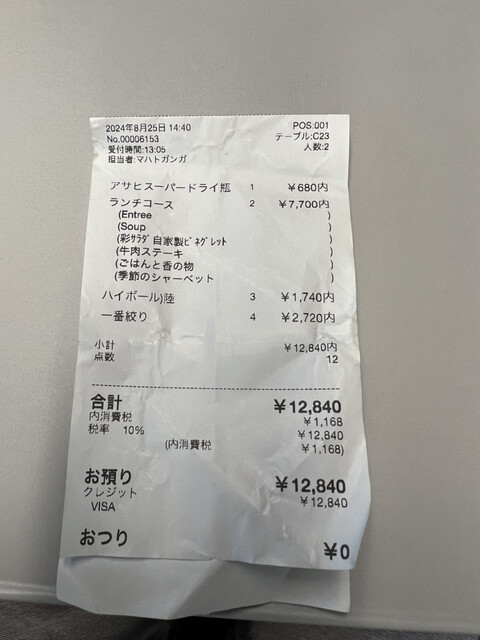 2024年8月25日 14:40 POS:001
No.00006153 テーブル:C23
受付時間:13:05 人数:2
担当者:マハトガンガ
アサヒスーパードライ瓶 1 ¥680内
ランチコース 2 ¥7,700内
(Entree )
(Soup )
(彩サラダ自家製ビネグレット )
(牛肉ステーキ )
(ごはんと香の物 )
(季節のシャーベット )
ハイボール)陸 3 ¥1,740内
一番絞り 4 ¥2,720内
小計 ¥12,840内
点数 12
合計 ¥12,840
内消費税 ¥1,168
税率 10% ¥12,840
(内消費税 ¥1,168)
お預り ¥12,840
クレジット ¥12,840
VISA
おつり ¥0